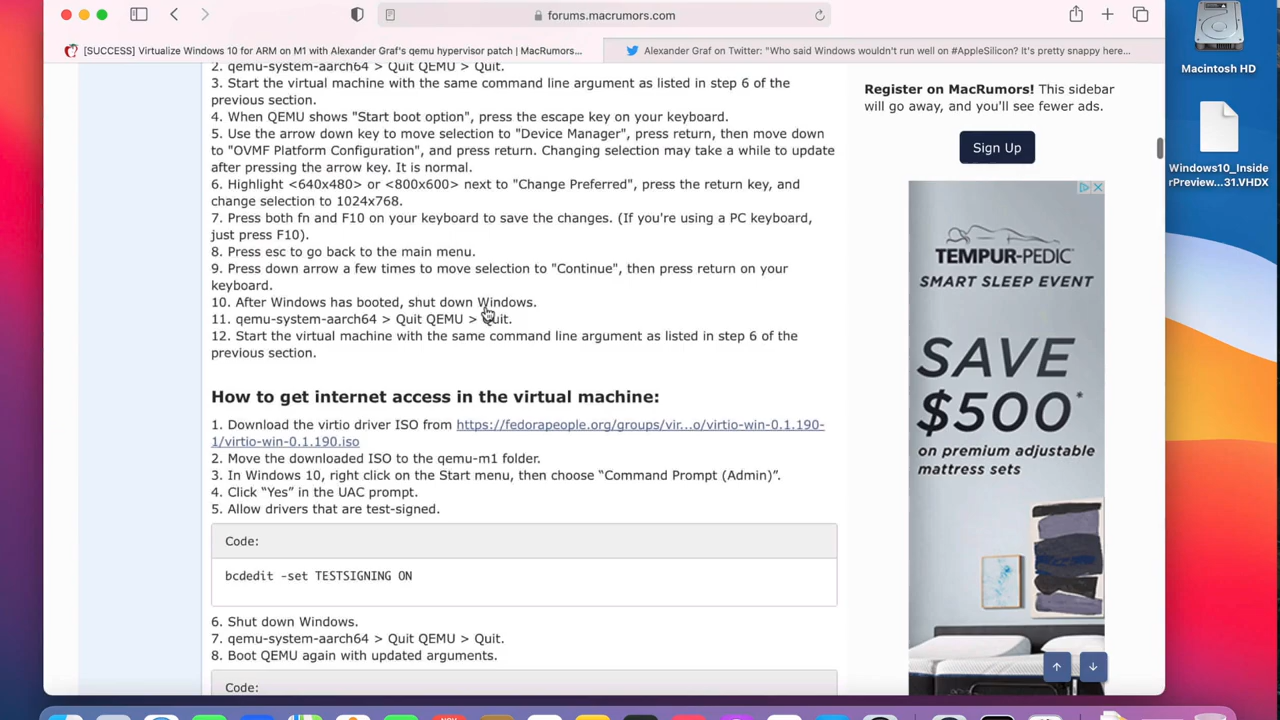 forums.macrumors.com
[SUCCESS] Virtualize Windows 10 for ARM on M1 with Alexander Graf's qemu hypervisor patch | MacRumors...
Alexander Graf on Twitter: "Who said Windows wouldn't run well on #AppleSilicon? It's pretty snappy here...
2. qemu-system-aarch64 > Quit QEMU > Quit.
3. Start the virtual machine with the same command line argument as listed in step 6 of the
previous section.
4. When QEMU shows "Start boot option", press the escape key on your keyboard.
5. Use the arrow down key to move selection to "Device Manager", press return, then move down
to "OVMF Platform Configuration", and press return. Changing selection may take a while to update
after pressing the arrow key. It is normal.
6. Highlight <640x480> or <800x600> next to "Change Preferred", press the return key, and
change selection to 1024x768.
7. Press both fn and F10 on your keyboard to save the changes. (If you're using a PC keyboard,
just press F10).
8. Press esc to go back to the main menu.
9. Press down arrow a few times to move selection to "Continue", then press return on your
keyboard.
10. After Windows has booted, shut down Windows.
11. qemu-system-aarch64 > Quit QEMU > Quit.
12. Start the virtual machine with the same command line argument as listed in step 6 of the
previous section.
How to get internet access in the virtual machine:
1. Download the virtio driver ISO from https://fedorapeople.org/groups/vir...o/virtio-win-0.1.190-
1/virtio-win-0.1.190.iso
2. Move the downloaded ISO to the qemu-m1 folder.
3. In Windows 10, right click on the Start menu, then choose “Command Prompt (Admin)”.
4. Click “Yes” in the UAC prompt.
5. Allow drivers that are test-signed.
Code:
bcdedit -set TESTSIGNING ON
6. Shut down Windows.
7. qemu-system-aarch64 > Quit QEMU > Quit.
8. Boot QEMU again with updated arguments.
Code:
Register on MacRumors! This sidebar
will go away, and you'll see fewer ads.
Sign Up
TEMPUR-PEDIC
SMART SLEEP EVENT
SAVE
$500*
on premium adjustable
mattress sets
Macintosh HD
Windows10_Inside
rPreview...31.VHDX
NOV